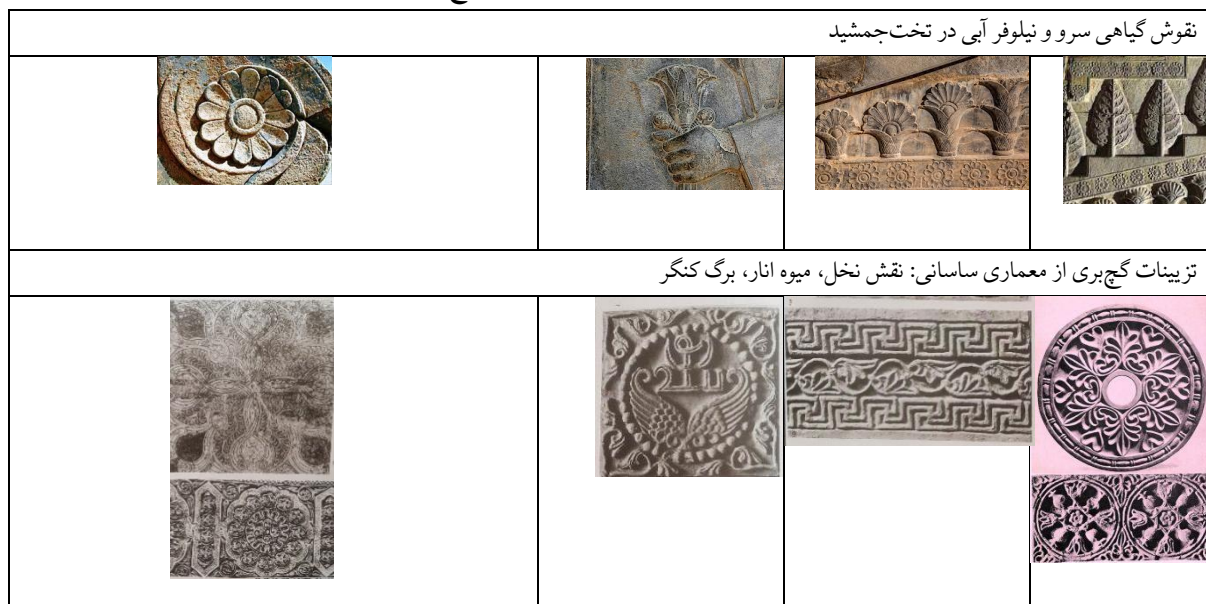 نقوش گیاهی سرو و نیلوفر آبی در تخت‌جمشید
تزیینات گچ‌بری از معماری ساسانی: نقش نخل، میوه انار، برگ کنگر